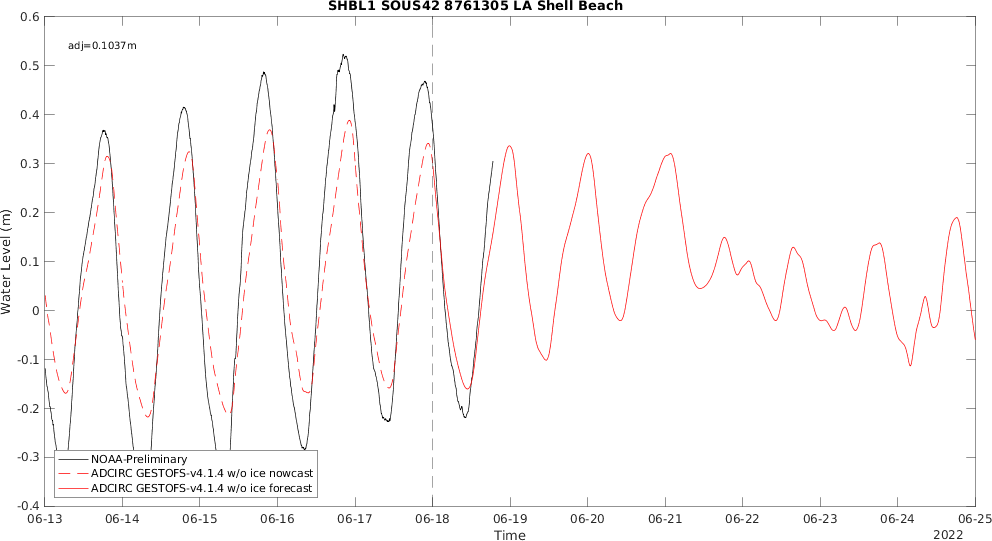 SHBL1 SOUS42 8761305 LA Shell Beach
adj=0.1037m
0.6
0.5
0.4
0.3
0.2
0.1
0
-0.1
-0.2
-0.3
-0.4
Water Level (m)
NOAA-Preliminary
ADCIRC GESTOFS-v4.1.4 w/o ice nowcast
ADCIRC GESTOFS-v4.1.4 w/o ice forecast
06-13 06-14 06-15 06-16 06-17 06-18 06-19 06-20 06-21 06-22 06-23 06-24 06-25
Time
2022